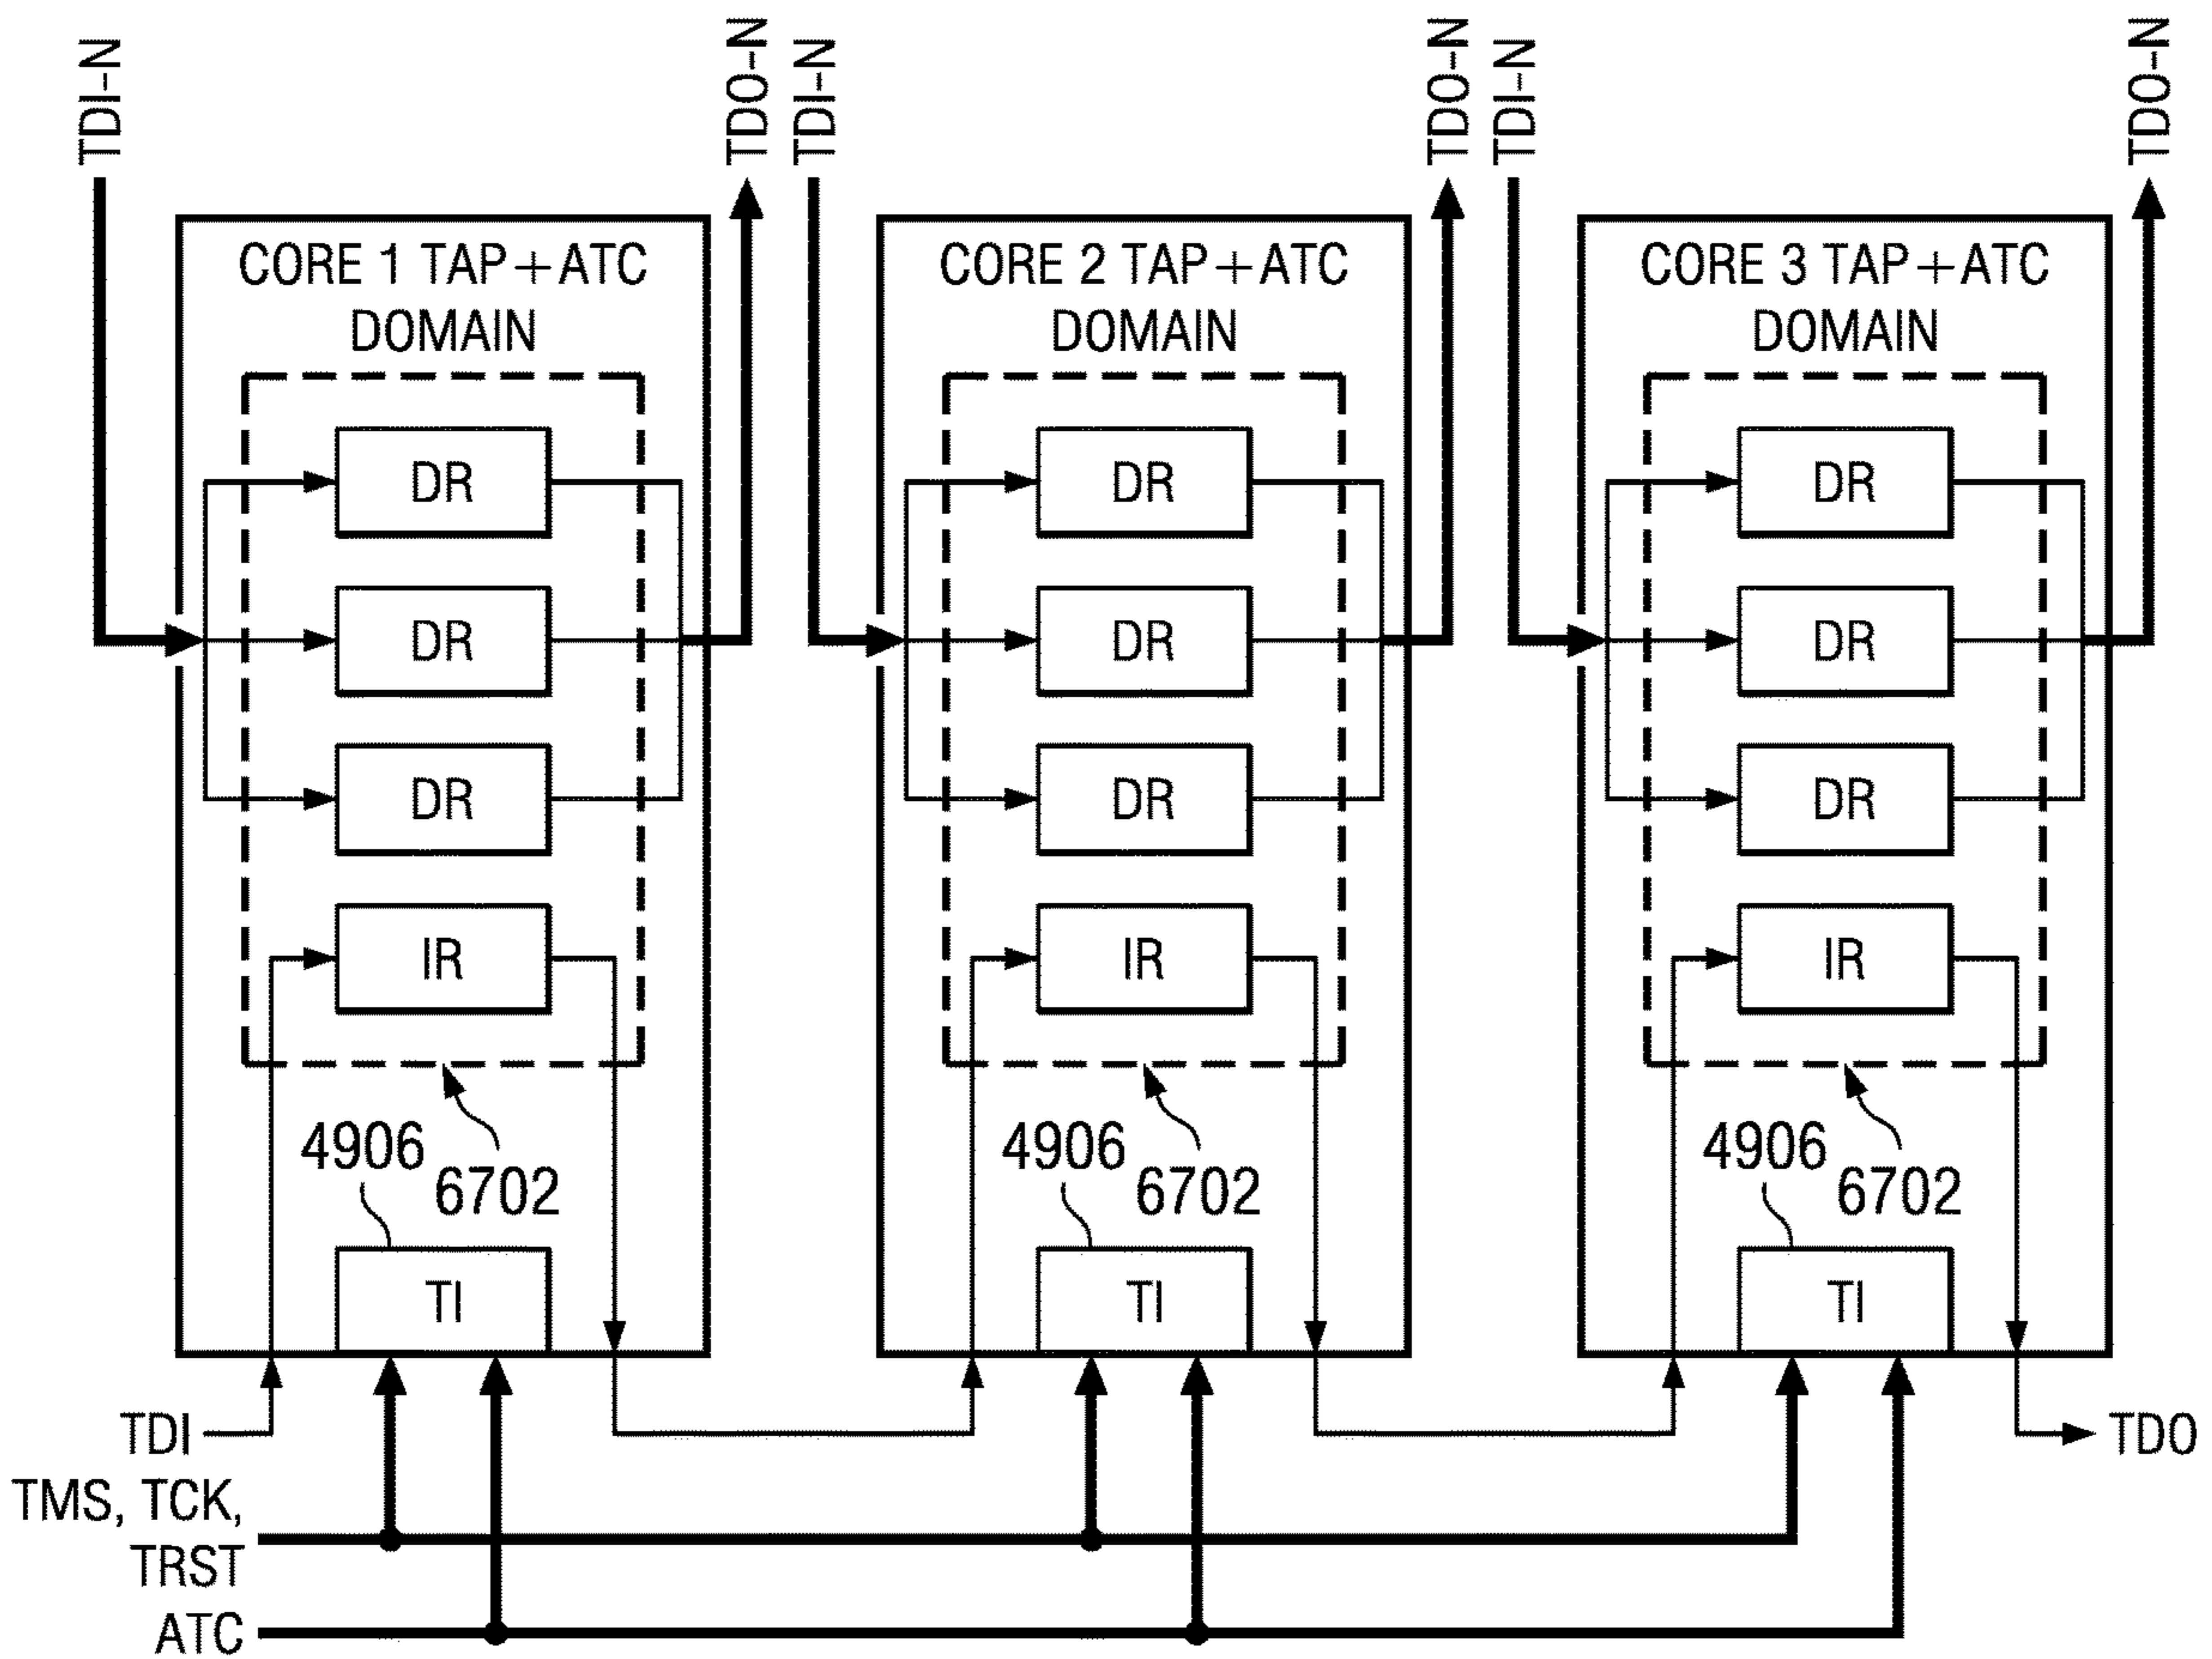 TDI-N
TDO-N
TDI-N
TDO-N
TDI-N
TDO-N
CORE 1 TAP+ATC
DOMAIN
DR
DR
DR
IR
4906
6702
TI
CORE 2 TAP+ATC
DOMAIN
DR
DR
DR
IR
4906
6702
TI
CORE 3 TAP+ATC
DOMAIN
DR
DR
DR
IR
4906
6702
TI
TDI
TDO
TMS, TCK,
TRST
ATC